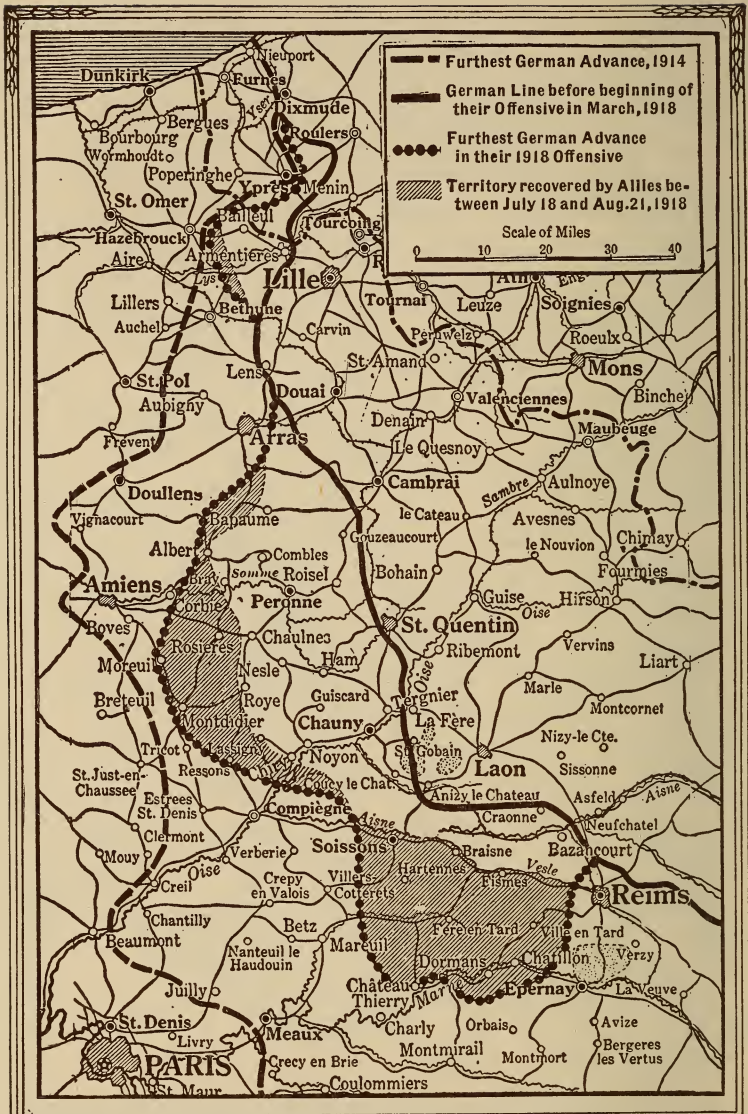 Furthest German Advance, 1914
German Line before beginning of
their Offensive in March, 1918
Furthest German Advance
in their 1918 Offensive
Territory recovered by Allies be-
tween July 18 and Aug. 21, 1918
Scale of Miles
0 10 20 30 40
Nieuport
Dunkirk
Furnes
Yser
Dixmude
Bergues
Bourbourg
Roulers
Wormhoudt
Poperinghe
Ypres
Menin
St. Omer
Bailleul
Tourcoing
Hazebrouck
R
Armentières
Aire
Lys
Lille
Ath
Eng
Tournai
Leuze
Soignies
Lillers
Bethune
Auchel
Carvin
Peruwelz
Roeulx
St. Amand
Mons
Lens
St. Pol
Douai
Binche
Aubigny
Valenciennes
Denain
Maubeuge
Frévent
Arras
Le Quesnoy
Doullens
Cambrai
Sambre
Aulnoye
Vignacourt
Bapaume
le Cateau
Avesnes
Gouzeaucourt
Chimay
Albert
Combles
le Nouvion
Bray
Somme
Roisel
Bohain
Fourmies
Amiens
Corbie
Peronne
Guise
Oise
Hirson
Boves
St. Quentin
Rosieres
Chaulnes
Vervins
Moreuil
Ham
Ribemont
Liart
Nesle
Oise
Breteuil
Roye
Guiscard
Tergnier
Marle
Montcornet
Montdidier
Chauny
La Fère
Tricot
Lassigny
Noyon
St. Gobain
Nizy-le Cte.
Ressons
Laon
Sissonne
St. Just-en-
Chaussee
Coucy le Chat.
Estrees
St. Denis
Anizy le Chateau
Asfeld
Aisne
Compiègne
Craonne
Clermont
Aisne
Neufchatel
Soissons
Bazancourt
Mouy
Verberie
Braisne
Oise
Hartennes
Vesle
Creil
Crepy
en Valois
Villers-
Cotterets
Fismes
Reims
Chantilly
Betz
Fére en Tard
Ville en Tard
Beaumont
Mareuil
Nanteuil le
Haudouin
Verzy
Dormans
Chatillon
Juilly
Château
Thierry
Marne
Epernay
La Veuve
St. Denis
Meaux
Charly
Orbais
Avize
Livry
PARIS
Montmirail
Montmort
Bergeres
les Vertus
Crecy en Brie
St. Maur
Coulommiers